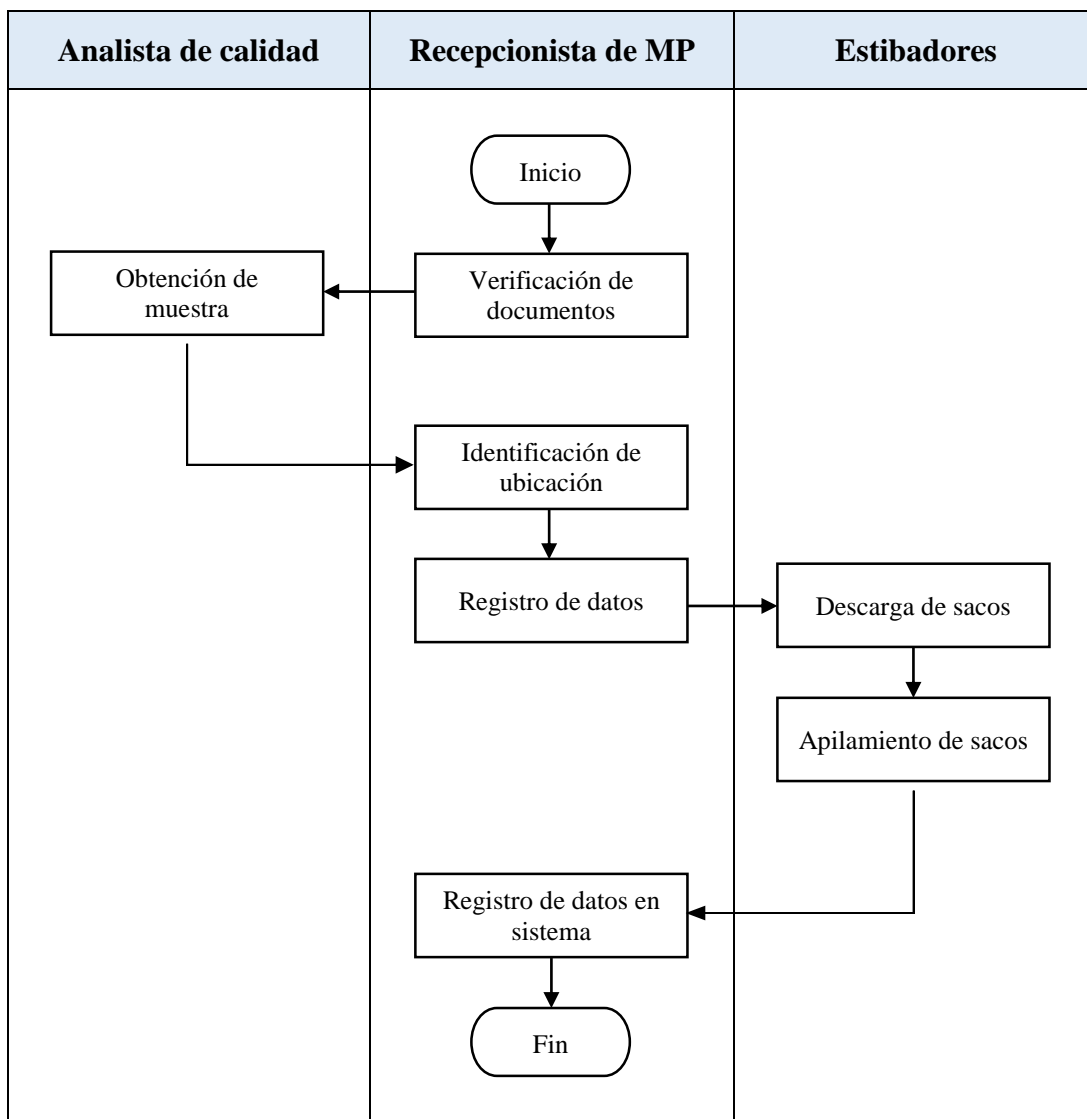 Analista de calidad
Recepcionista de MP
Estibadores
Inicio
Verificación de
documentos
Obtención de
muestra
Identificación de
ubicación
Registro de datos
Descarga de sacos
Apilamiento de sacos
Registro de datos en
sistema
Fin